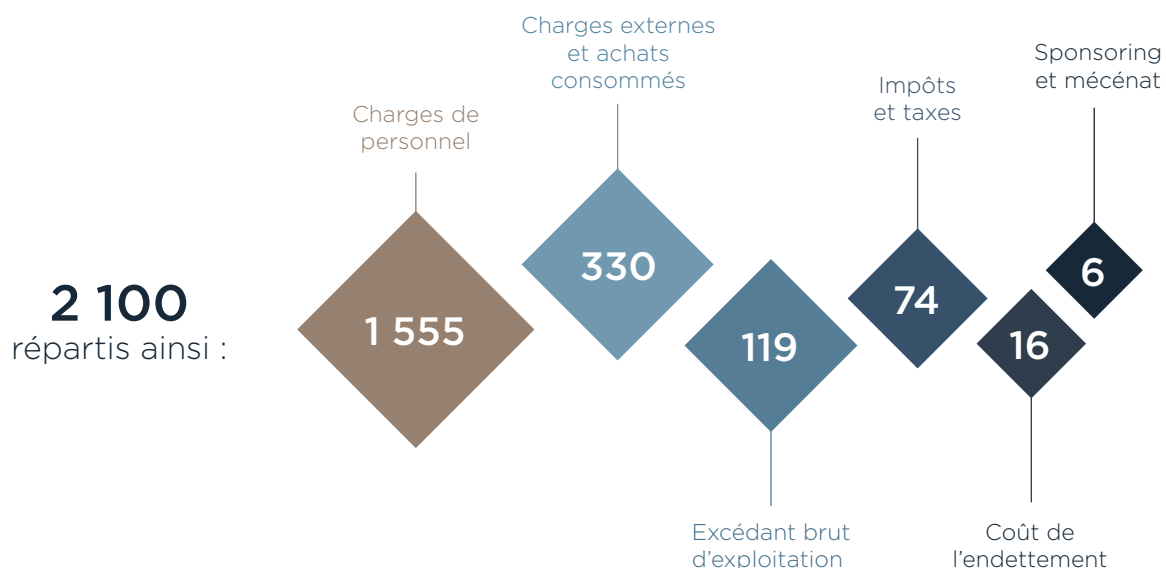 2 100
répartis ainsi :
Charges de
personnel
1 555
Charges externes
et achats
consommés
330
119
Excédant brut
d'exploitation
Impôts
et taxes
74
16
Coût de
l'endettement
Sponsoring
et mécénat
6